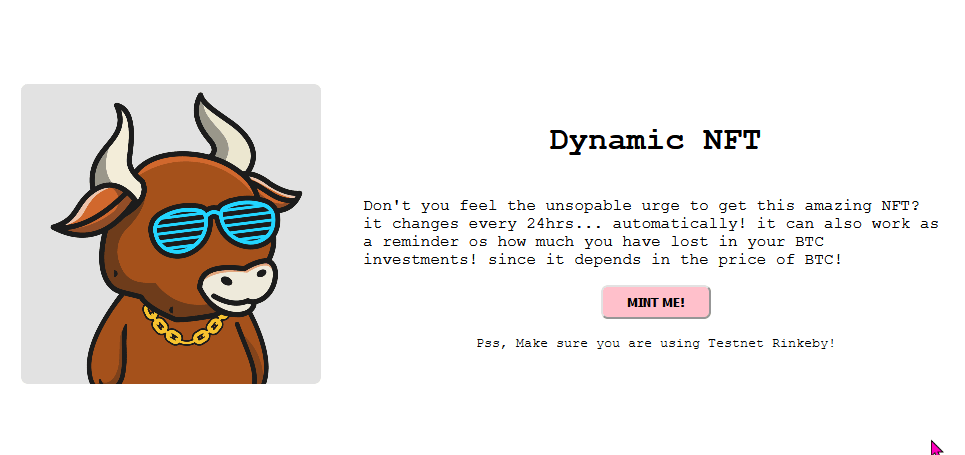 Dynamic NFT
Don't you feel the unsopable urge to get this amazing NFT?
it changes every 24hrs... automatically! it can also work as
a reminder os how much you have lost in your BTC
investments! since it depends in the price of BTC!
MINT ME!
Pss, Make sure you are using Testnet Rinkeby!